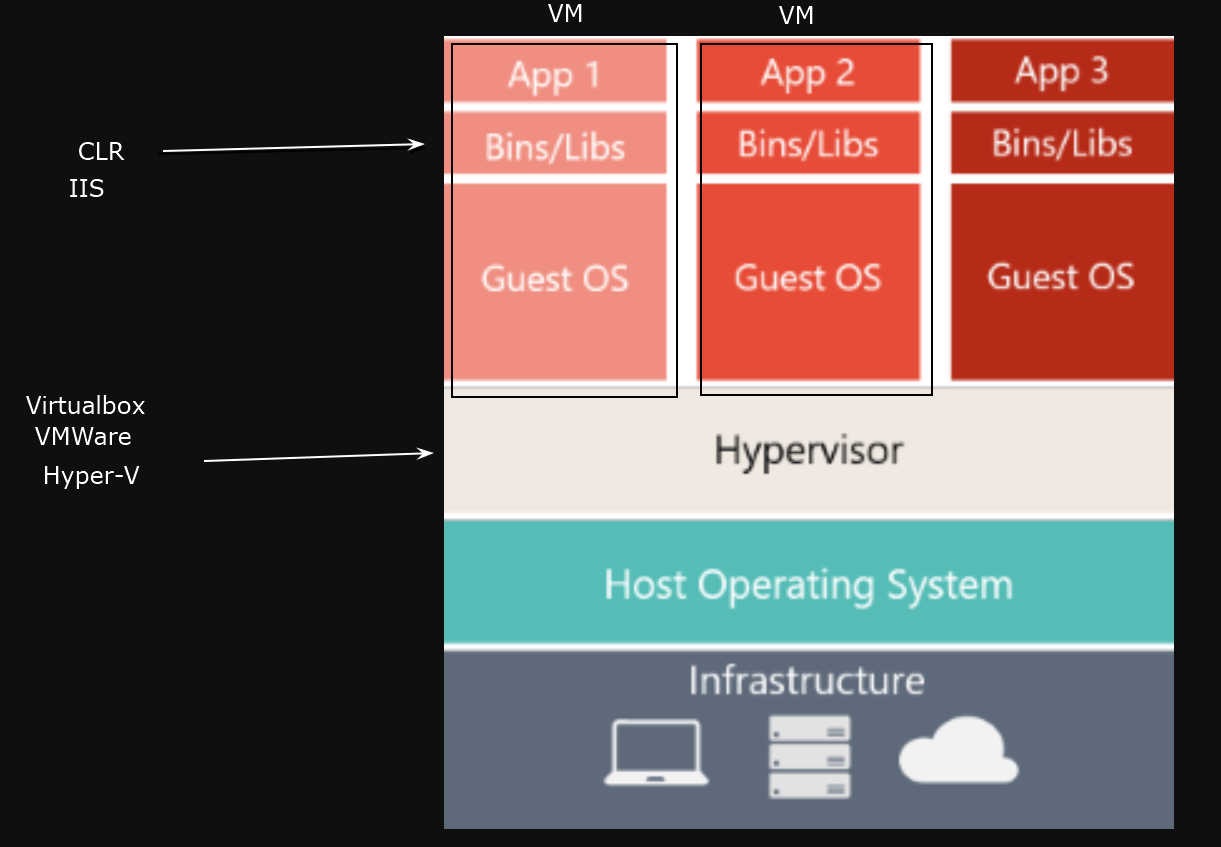 VM
VM
App 1
App 2
App 3
CLR
IIS
Bins/Libs
Bins/Libs
Bins/Libs
Guest OS
Guest OS
Guest OS
Virtualbox
VMWare
Hyper-V
Hypervisor
Host Operating System
Infrastructure